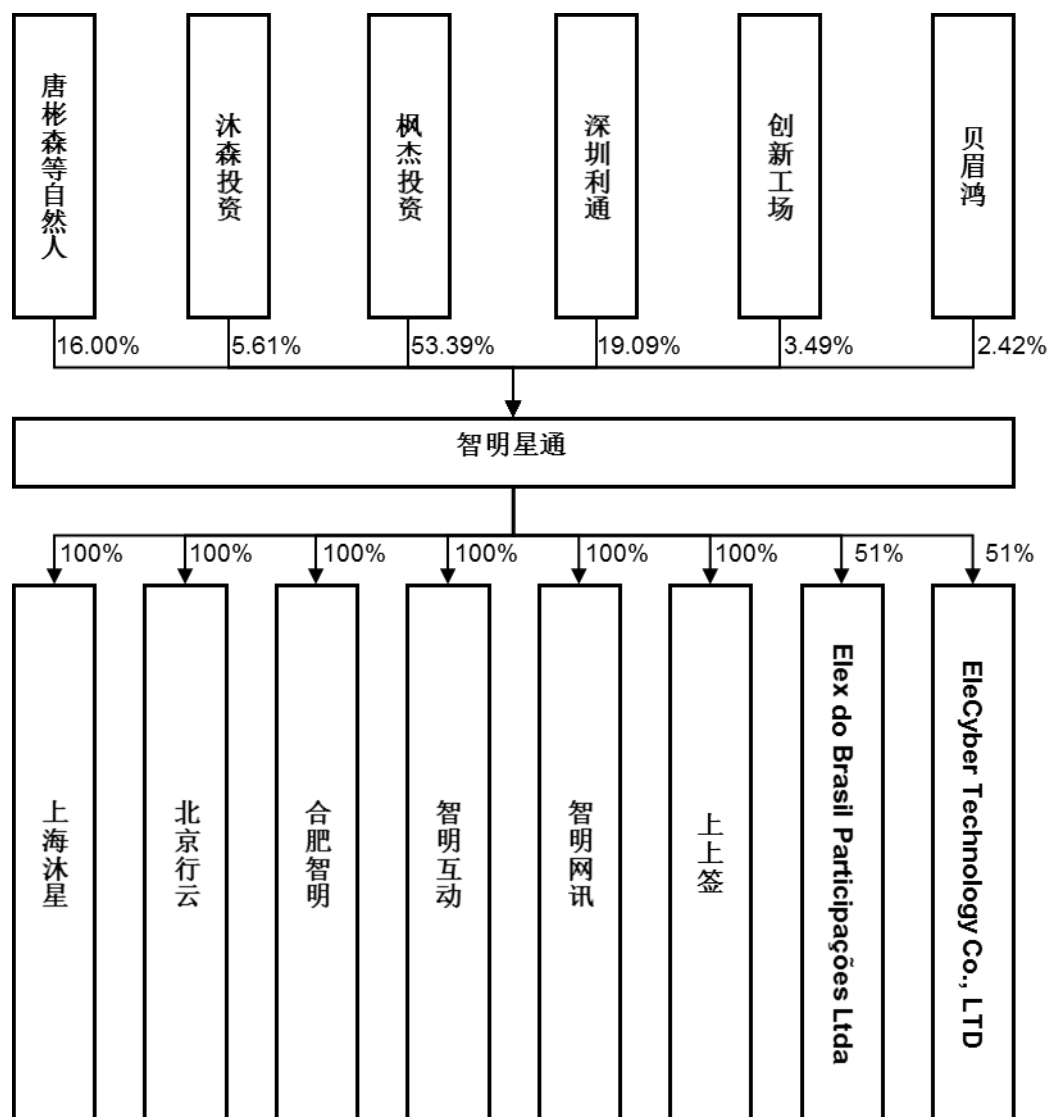 唐彬森等自然人
沐森投资
枫杰投资
深圳利通
创新工场
贝眉鸿
16.00%
5.61%
53.39%
19.09%
3.49%
2.42%
智明星通
100%
100%
100%
100%
100%
100%
51%
51%
上海沐星
北京行云
合肥智明
智明互动
智明网讯
上上签
Elex do Brasil Participações Ltda
EleCyber Technology Co., LTD